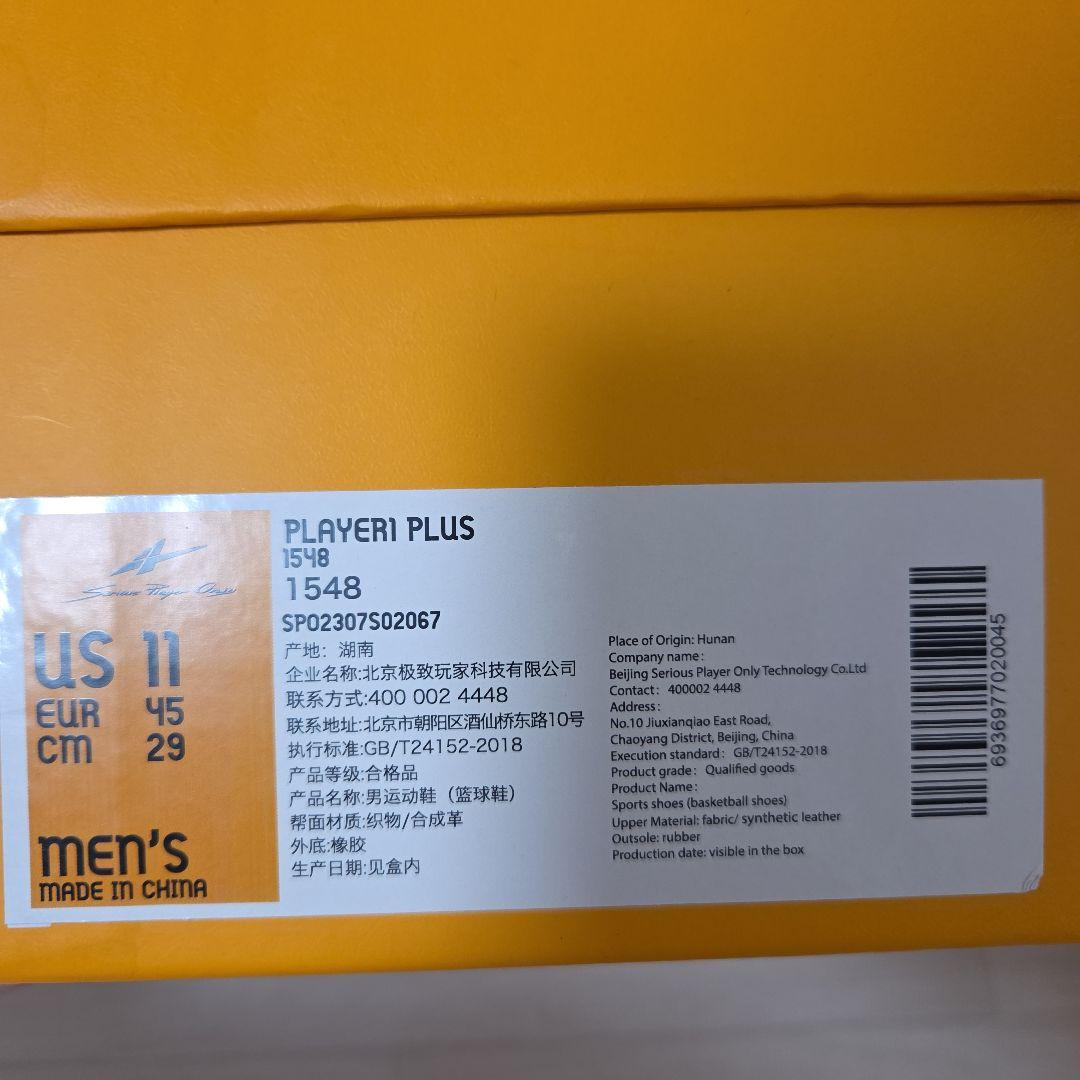 Serious Player Only
US 11
EUR 45
CM 29
MEN'S
MADE IN CHINA
PLAYER1 PLUS
1548
1548
SP02307S02067
产地：湖南
企业名称:北京极致玩家科技有限公司
联系方式:400 002 4448
联系地址:北京市朝阳区酒仙桥东路10号
执行标准:GB/T24152-2018
产品等级:合格品
产品名称:男运动鞋（篮球鞋）
帮面材质:织物/合成革
外底:橡胶
生产日期:见盒内
Place of Origin: Hunan
Company name:
Beijing Serious Player Only Technology Co.Ltd
Contact: 400002 4448
Address:
No.10 Jiuxianqiao East Road,
Chaoyang District, Beijing, China
Execution standard: GB/T24152-2018
Product grade: Qualified goods
Product Name:
Sports shoes (basketball shoes)
Upper Material: fabric/ synthetic leather
Outsole: rubber
Production date: visible in the box
6936977020045